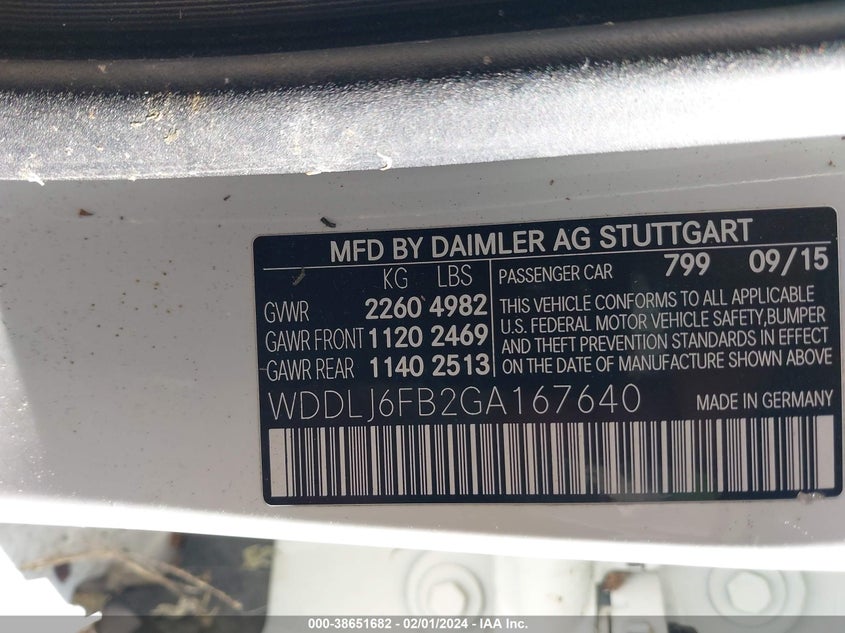 MFD BY DAIMLER AG STUTTGART
KG LBS
GVWR 2260 4982
GAWR FRONT 1120 2469
GAWR REAR 1140 2513
PASSENGER CAR 799 09/15
THIS VEHICLE CONFORMS TO ALL APPLICABLE
U.S. FEDERAL MOTOR VEHICLE SAFETY,BUMPER
AND THEFT PREVENTION STANDARDS IN EFFECT
ON THE DATE OF MANUFACTURE SHOWN ABOVE
WDDLJ6FB2GA167640 MADE IN GERMANY
000-38651682 - 02/01/2024 - IAA Inc.